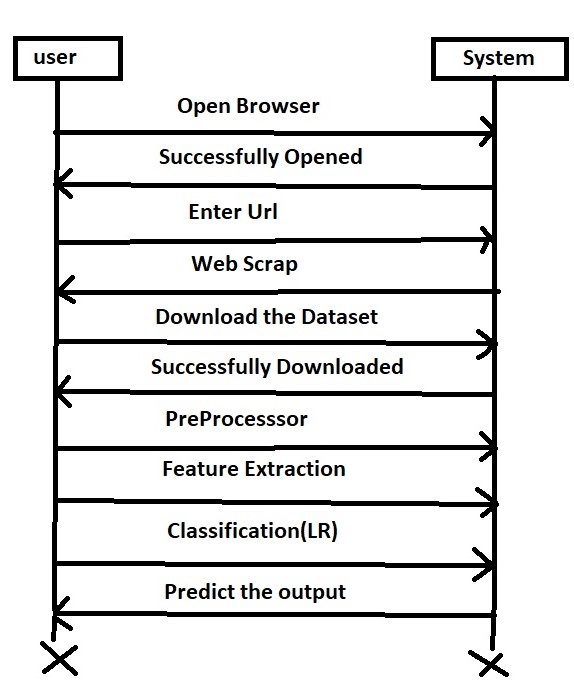 user
System
Open Browser
Successfully Opened
Enter Url
Web Scrap
Download the Dataset
Successfully Downloaded
PreProcesssor
Feature Extraction
Classification(LR)
Predict the output